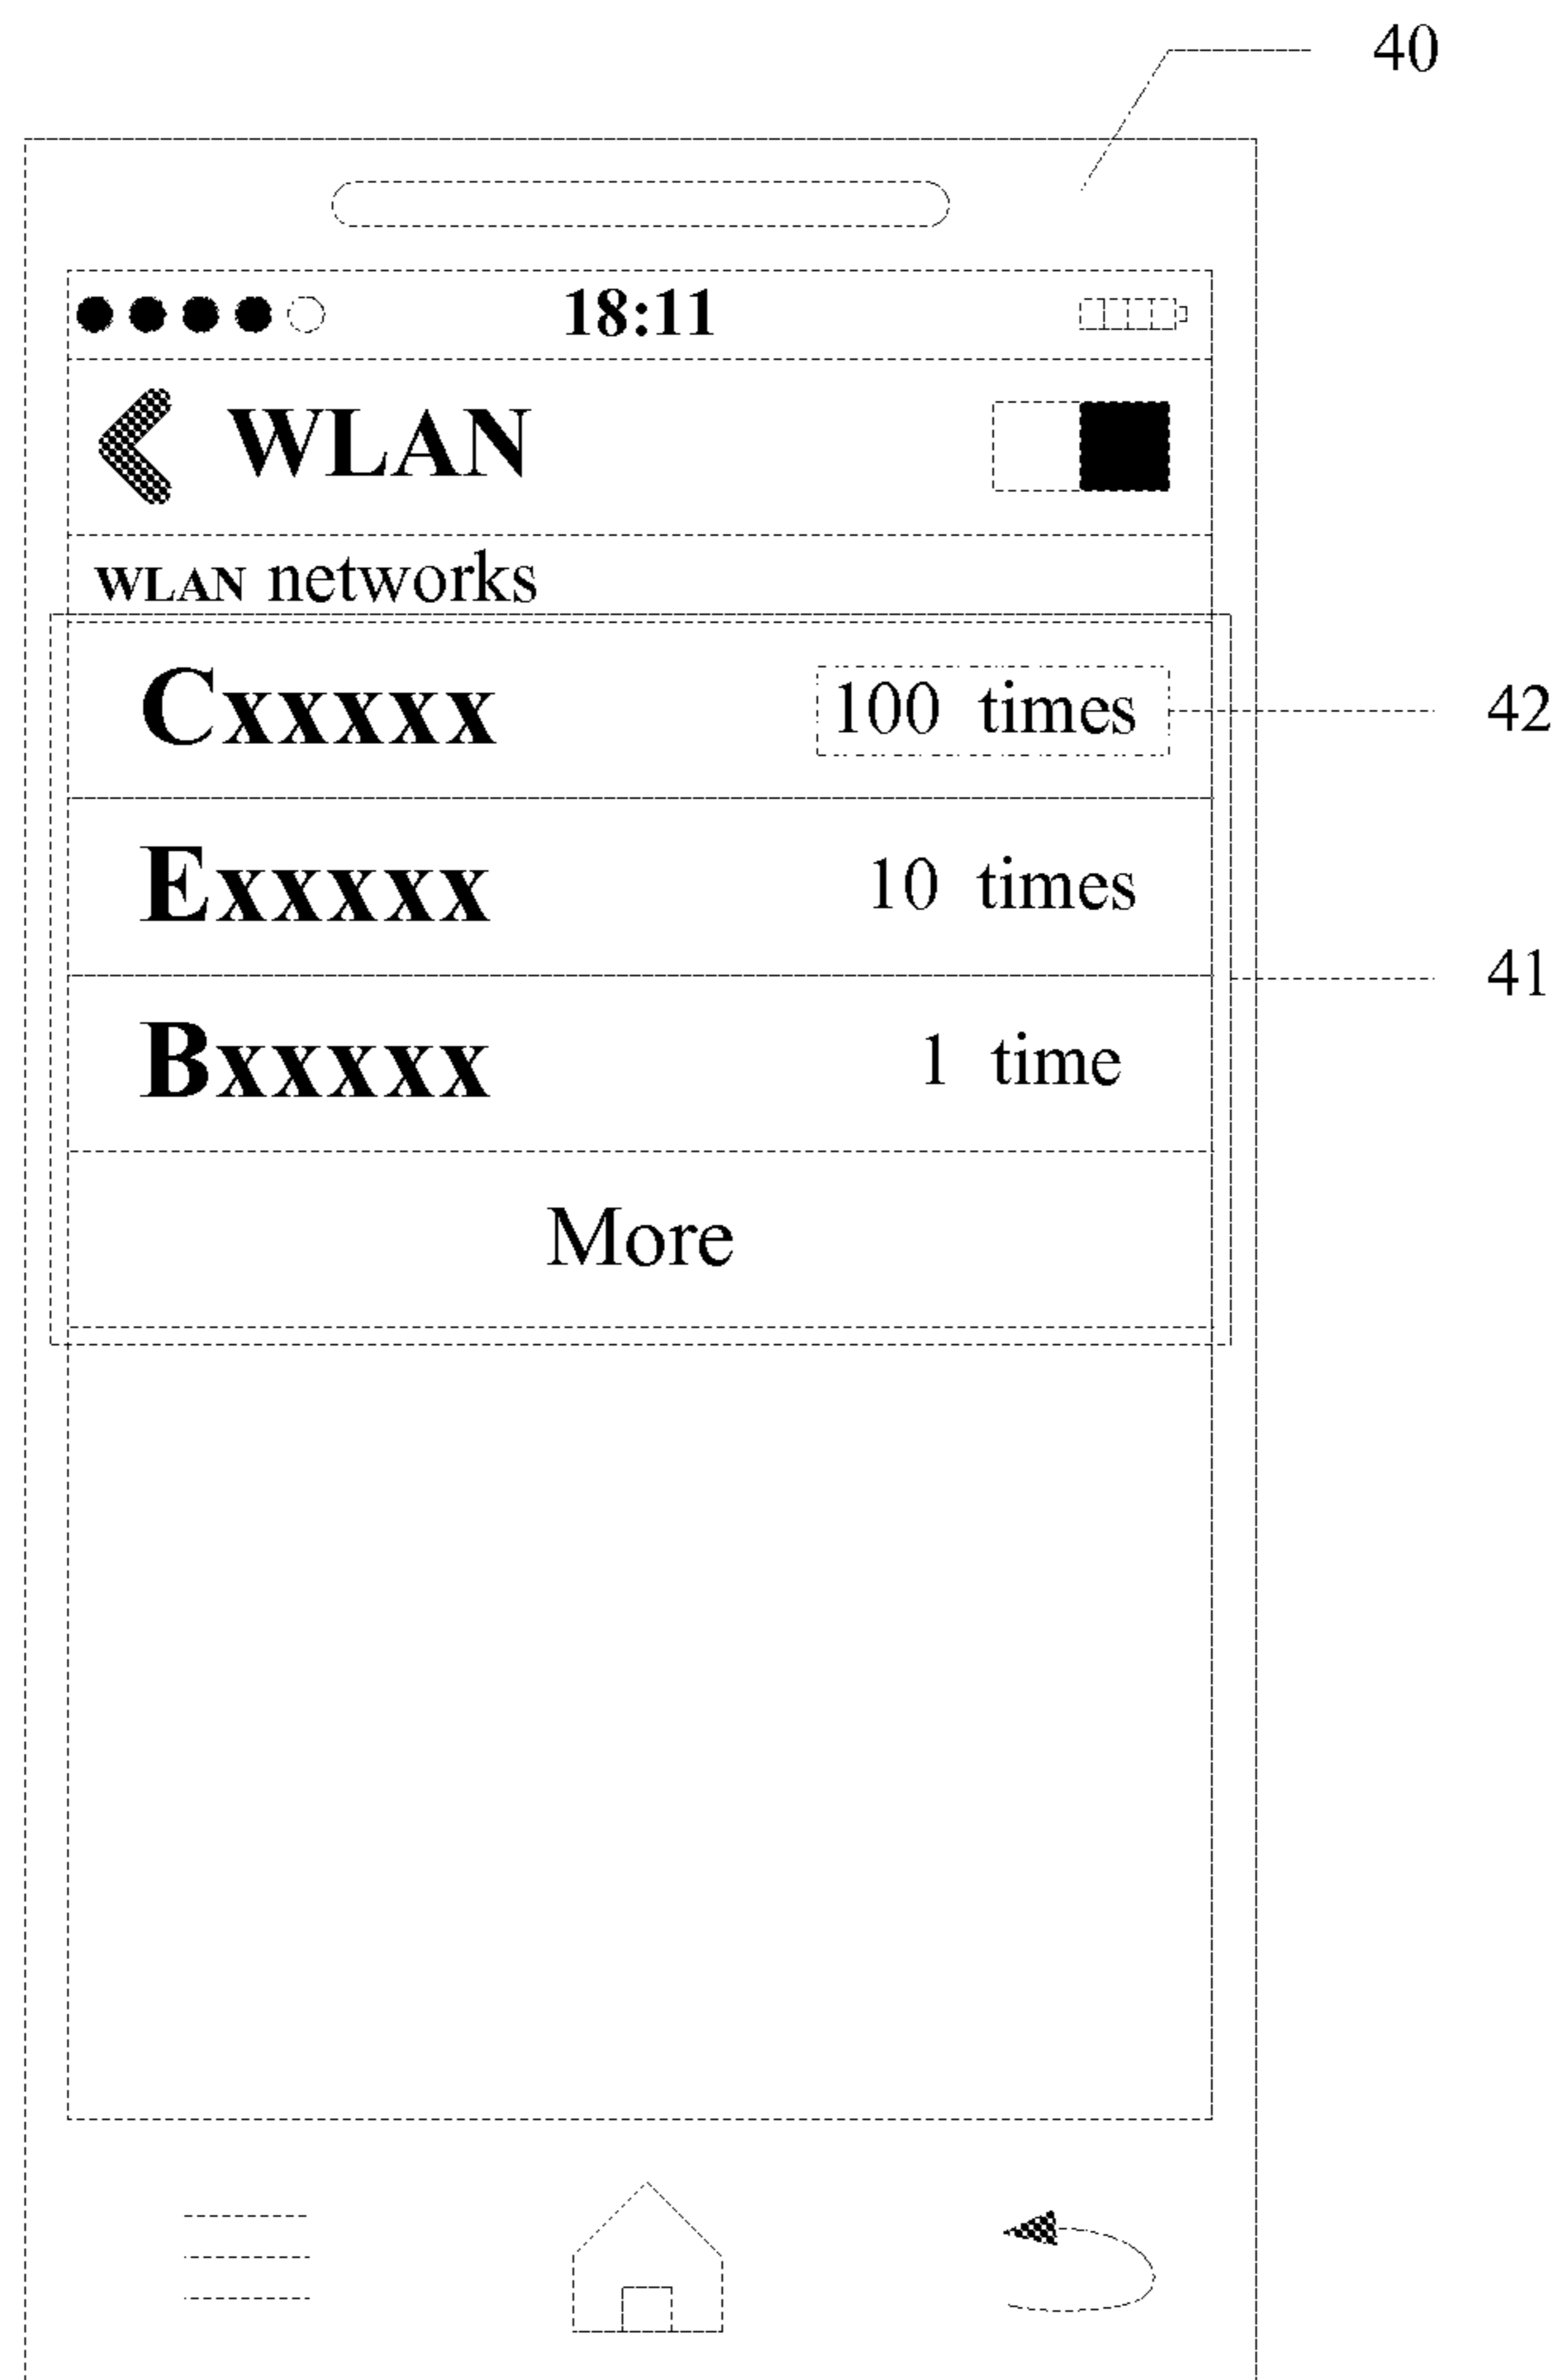 40
18:11
WLAN
WLAN networks
Cxxxxx 100 times 42
Exxxxx 10 times
41
Bxxxxx 1 time
More